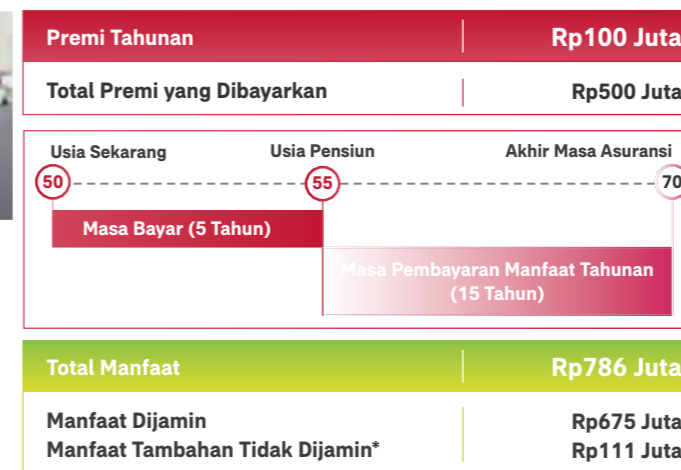 Premi Tahunan Rp100 Juta
Total Premi yang Dibayarkan Rp500 Juta
Usia Sekarang Usia Pensiun Akhir Masa Asuransi
50 55 70
Masa Bayar (5 Tahun)
Masa Pembayaran Manfaat Tahunan
(15 Tahun)
Total Manfaat Rp786 Juta
Manfaat Dijamin Rp675 Juta
Manfaat Tambahan Tidak Dijamin* Rp111 Juta